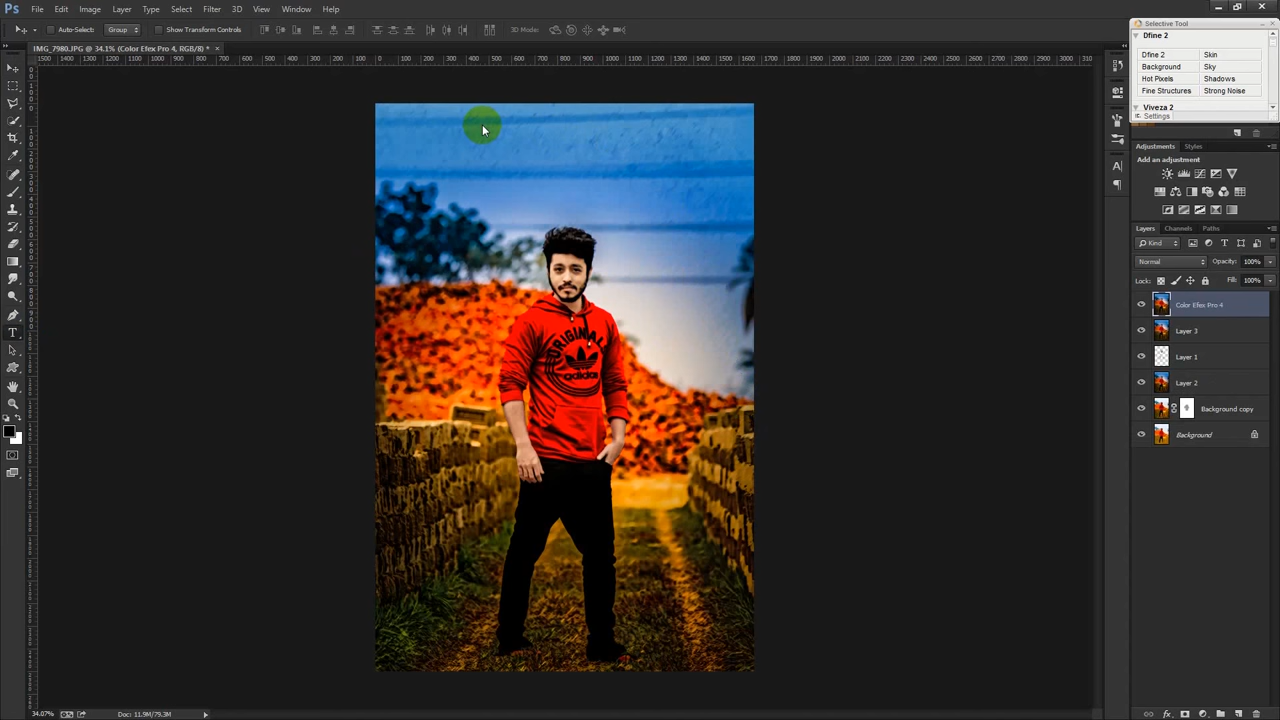 Ps File Edit Image Layer Type Select Filter 3D View Window Help
Auto-Select: Group Show Transform Controls 3D Mode:
Selective Tool
IMG_7980.JPG @ 34.1% (Color Efex Pro 4, RGB/8) * ×
Dfine 2
Dfine 2 Skin
Background Sky
Hot Pixels Shadows
Fine Structures Strong Noise
Viveza 2
Settings
Adjustments Styles
Add an adjustment
Layers Channels Paths
Kind
Normal Opacity: 100%
Lock: Fill: 100%
Color Efex Pro 4
Layer 3
Layer 1
Layer 2
Background copy
Background
ORIGINAL
adidas
34.07% Doc: 11.9M/79.3M